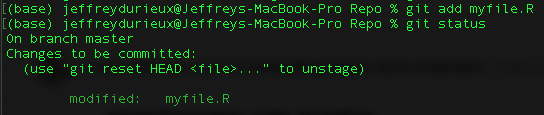 [(base) jeffreydurieux@Jeffreys-MacBook-Pro Repo % git add myfile.R
[(base) jeffreydurieux@Jeffreys-MacBook-Pro Repo % git status
On branch master
Changes to be committed:
  (use "git reset HEAD <file>..." to unstage)
        modified:   myfile.R